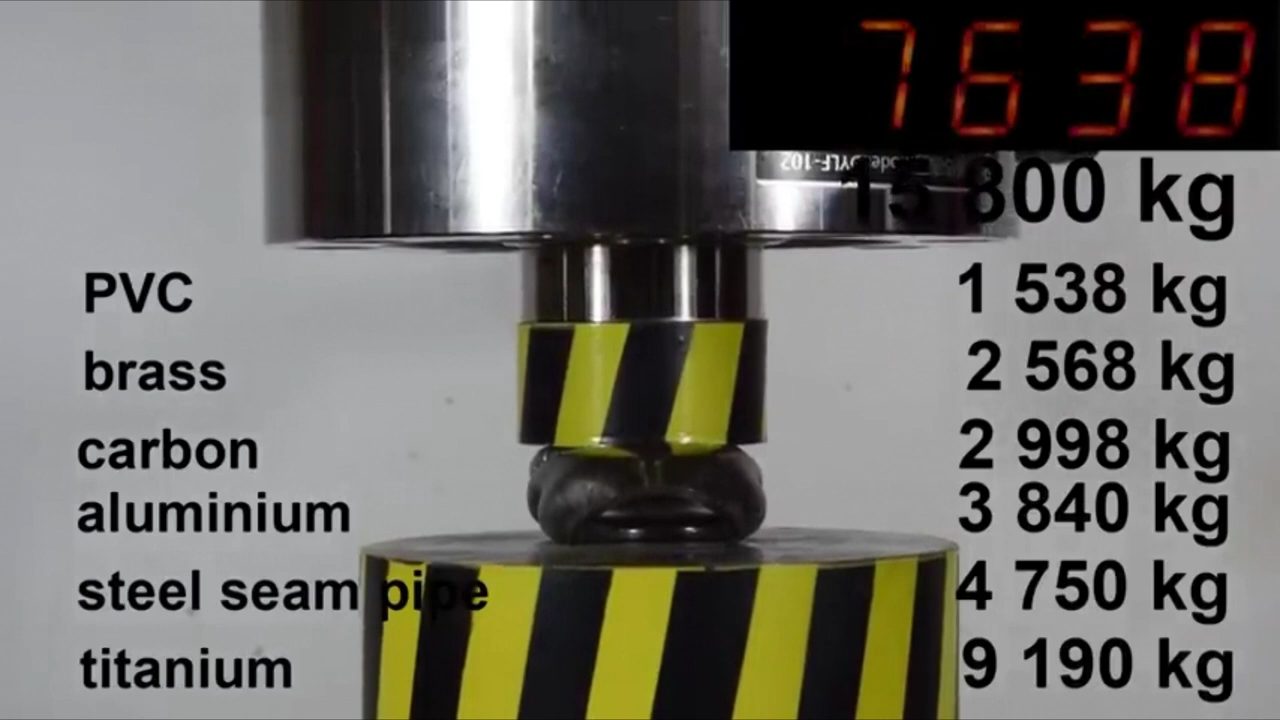 7638
15 800 kg
PVC 1 538 kg
brass 2 568 kg
carbon 2 998 kg
aluminium 3 840 kg
steel seam pipe 4 750 kg
titanium 9 190 kg